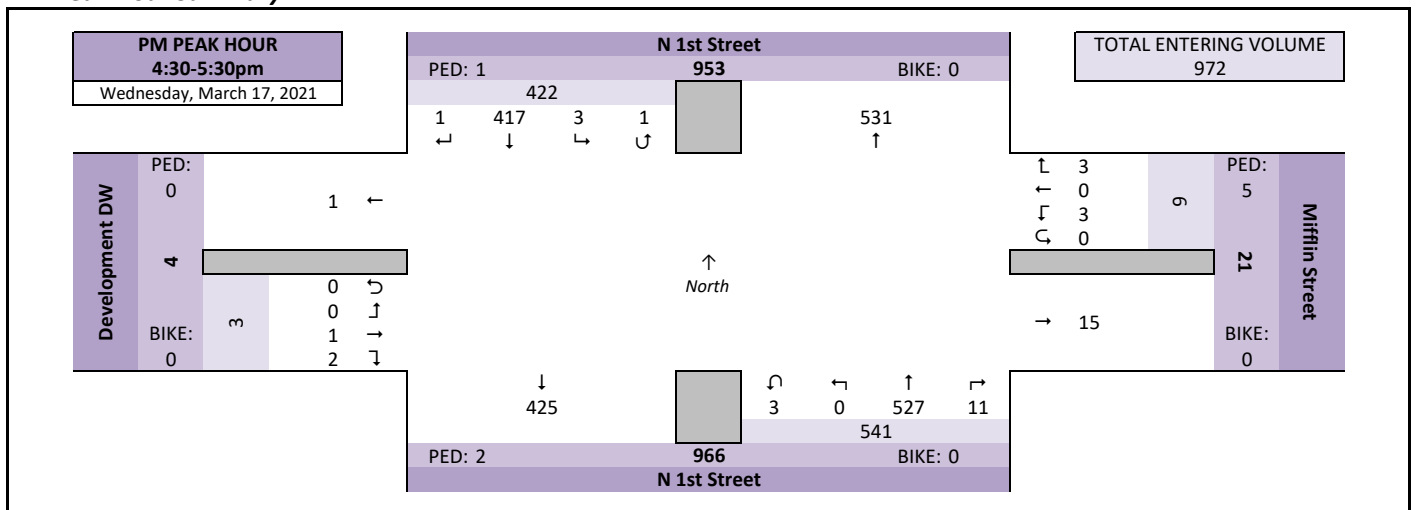 PM PEAK HOUR
4:30-5:30pm
Wednesday, March 17, 2021
N 1st Street
PED: 1 953 BIKE: 0
422
1 417 3 1 531
↵ ↓ ↳ ↺ ↑
TOTAL ENTERING VOLUME
972
Development DW
PED:
0
4
BIKE:
0
3
1 ←
0 ⮌
0 ⮥
1 →
2 ⮧
↑
North
↑ 3
← 0
↓ 3
⮎ 0
6
→ 15
PED:
5
21
BIKE:
0
Mifflin Street
↓ ↶ ↰ ↑ ↱
425 3 0 527 11
541
PED: 2 966 BIKE: 0
N 1st Street